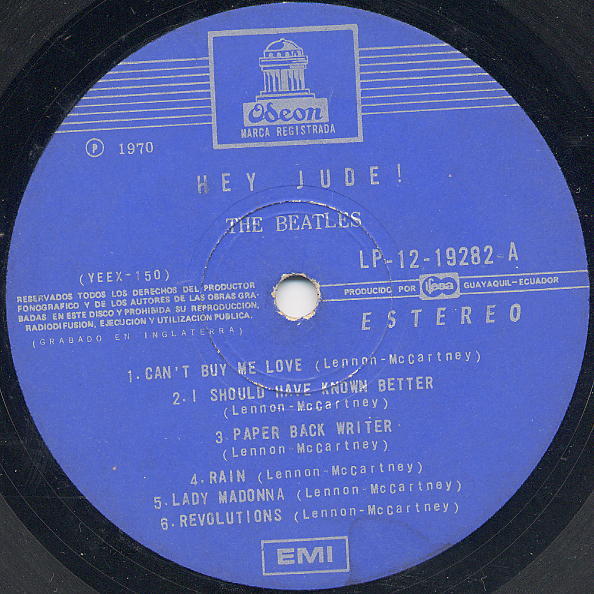 Odeon
MARCA REGISTRADA
℗ 1970
HEY JUDE!
THE BEATLES
LP-12-19282-A
(YEEX-150)
PRODUCIDO POR ifesa GUAYAQUIL-ECUADOR
RESERVADOS TODOS LOS DERECHOS DEL PRODUCTOR
FONOGRAFICO Y DE LOS AUTORES DE LAS OBRAS GRA-
BADAS EN ESTE DISCO Y PROHIBIDA SU REPRODUCCION,
RADIODIFUSION, EJECUCION Y UTILIZACION PUBLICA.
(GRABADO EN INGLATERRA)
ESTEREO
1.CAN'T BUY ME LOVE (Lennon-McCartney)
2.I SHOULD HAVE KNOWN BETTER
(Lennon-McCartney)
3.PAPER BACK WRITER
(Lennon-McCartney)
4.RAIN (Lennon-McCartney)
5.LADY MADONNA (Lennon-McCartney)
6.REVOLUTIONS (Lennon-McCartney)
EMI